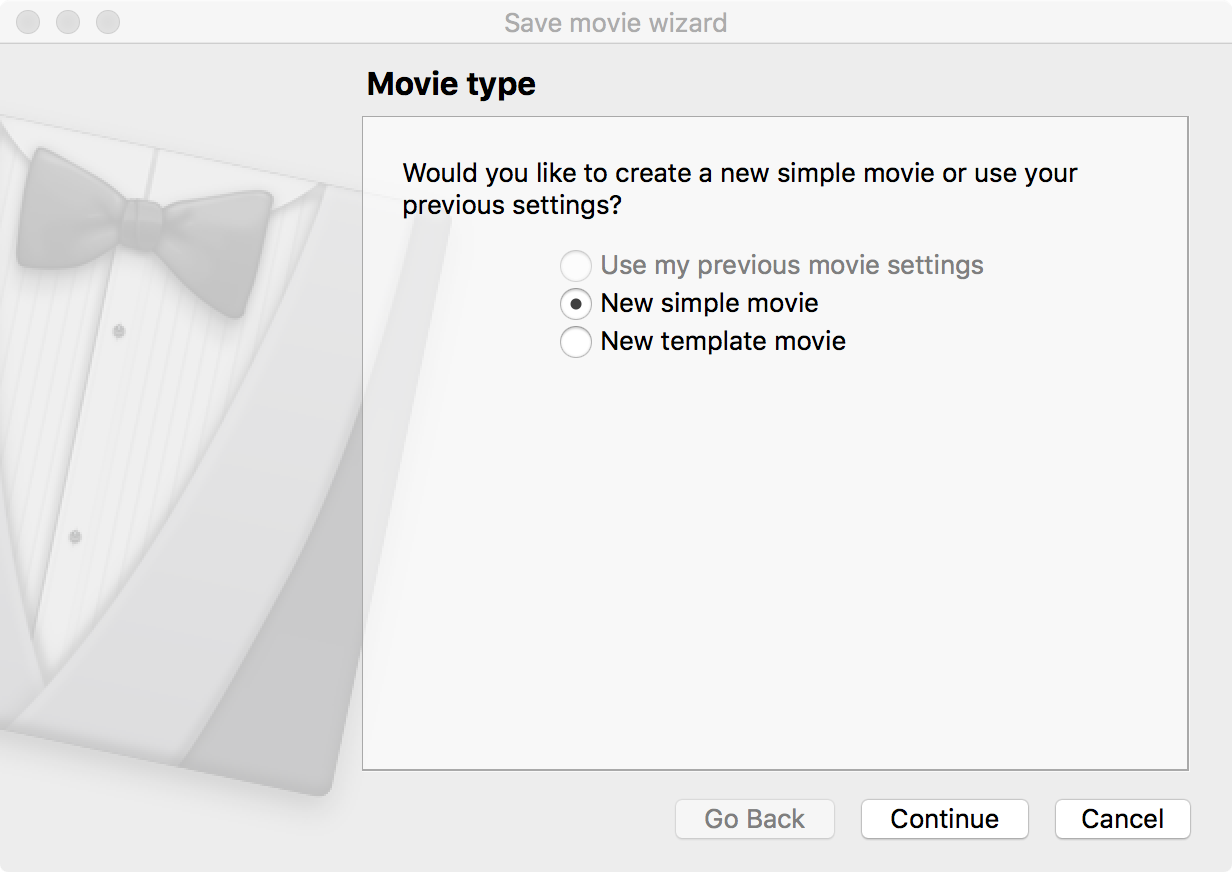 Save movie wizard
Movie type
Would you like to create a new simple movie or use your
previous settings?
Use my previous movie settings
New simple movie
New template movie
Go Back
Continue
Cancel